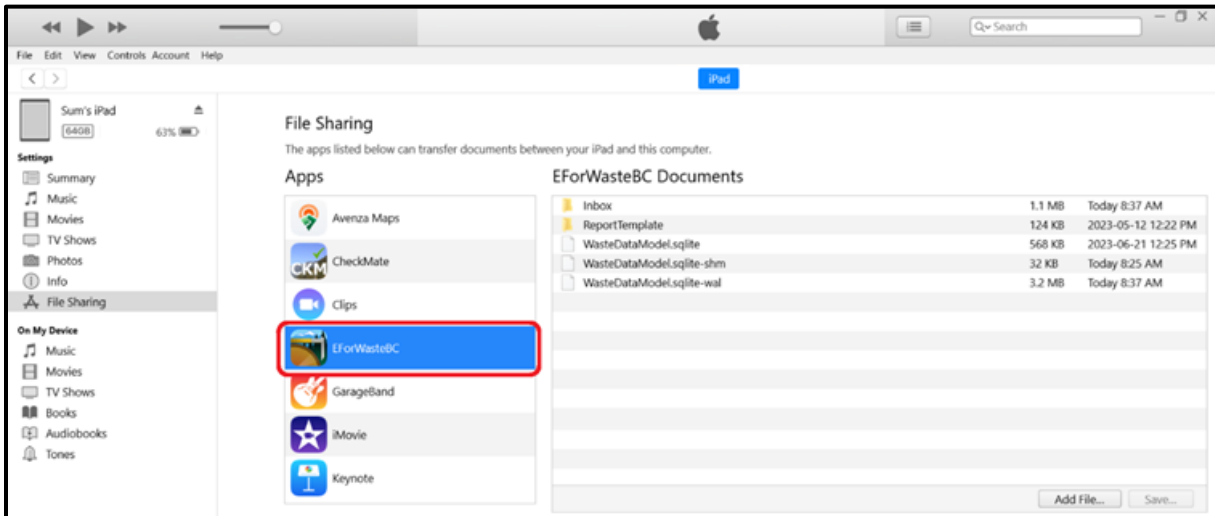 Search
File Edit View Controls Account Help
iPad
Sum's iPad
64GB 63%
Settings
Summary
Music
Movies
TV Shows
Photos
Info
File Sharing
On My Device
Music
Movies
TV Shows
Books
Audiobooks
Tones
File Sharing
The apps listed below can transfer documents between your iPad and this computer.
Apps
Avenza Maps
CKM CheckMate
Clips
EForWasteBC
GarageBand
iMovie
Keynote
EForWasteBC Documents
Inbox 1.1 MB Today 8:37 AM
ReportTemplate 124 KB 2023-05-12 12:22 PM
WasteDataModel.sqlite 568 KB 2023-06-21 12:25 PM
WasteDataModel.sqlite-shm 32 KB Today 8:25 AM
WasteDataModel.sqlite-wal 3.2 MB Today 8:37 AM
Add File... Save...